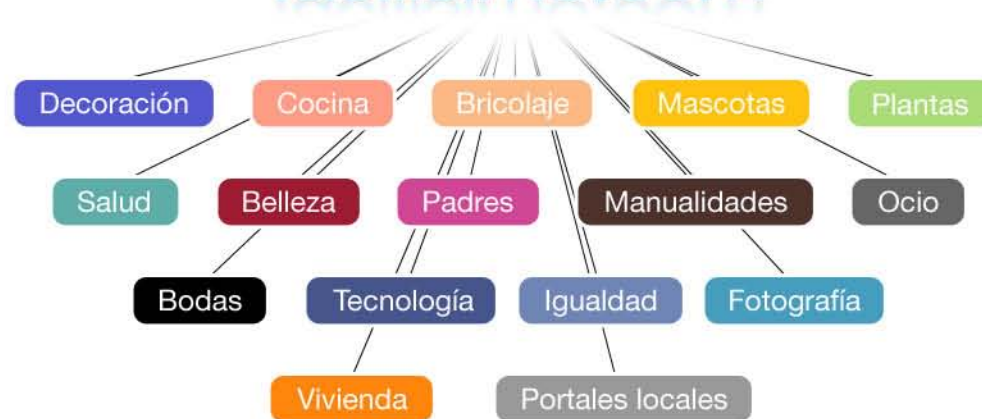 Decoración Cocina Bricolaje Mascotas Plantas
Salud Belleza Padres Manualidades Ocio
Bodas Tecnología Igualdad Fotografía
Vivienda Portales locales